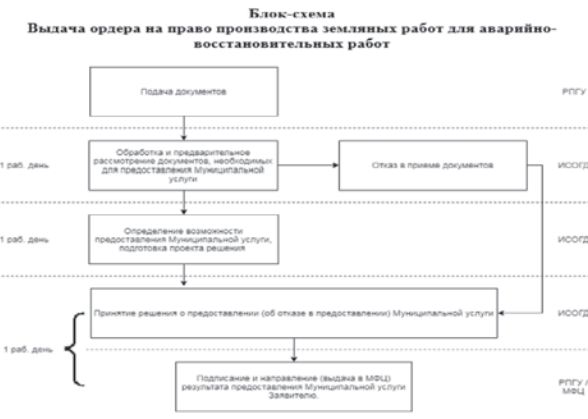 Блок-схема
Выдача ордера на право производства земляных работ для аварийно-
восстановительных работ
Подача документов
РПГУ
1 раб. день
Обработка и предварительное
рассмотрение документов, необходимых
для предоставления Муниципальной
услуги
Отказ в приеме документов
ИСОГД
1 раб. день
Определение возможности
предоставления Муниципальной услуги,
подготовка проекта решения
ИСОГД
Принятие решения о предоставлении (об отказе в предоставлении) Муниципальной услуги
ИСОГД
1 раб. день
Подписание и направление (выдача в МФЦ)
результата предоставления Муниципальной услуги
Заявителю.
РПГУ /
МФЦ